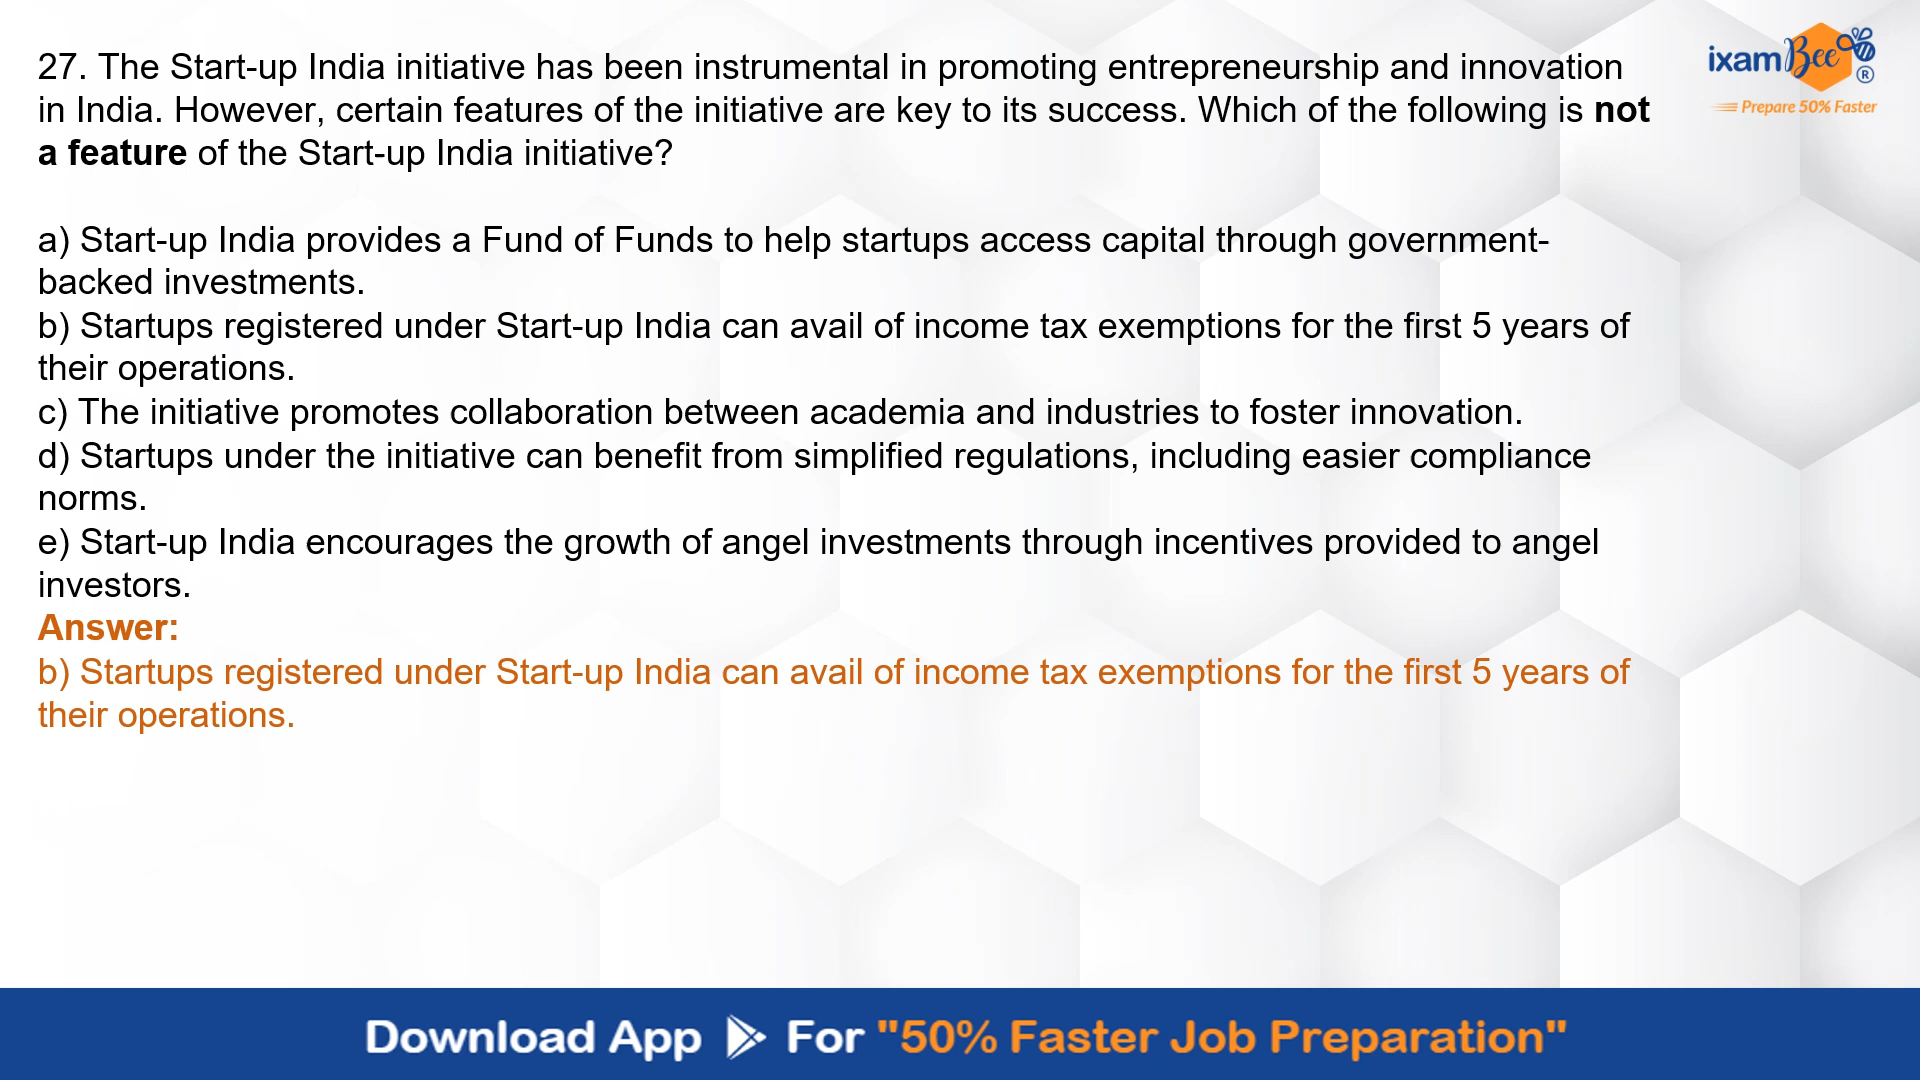 ixamBee®
Prepare 50% Faster
27. The Start-up India initiative has been instrumental in promoting entrepreneurship and innovation
in India. However, certain features of the initiative are key to its success. Which of the following is not
a feature of the Start-up India initiative?
a) Start-up India provides a Fund of Funds to help startups access capital through government-
backed investments.
b) Startups registered under Start-up India can avail of income tax exemptions for the first 5 years of
their operations.
c) The initiative promotes collaboration between academia and industries to foster innovation.
d) Startups under the initiative can benefit from simplified regulations, including easier compliance
norms.
e) Start-up India encourages the growth of angel investments through incentives provided to angel
investors.
Answer:
b) Startups registered under Start-up India can avail of income tax exemptions for the first 5 years of
their operations.
Download App For "50% Faster Job Preparation"